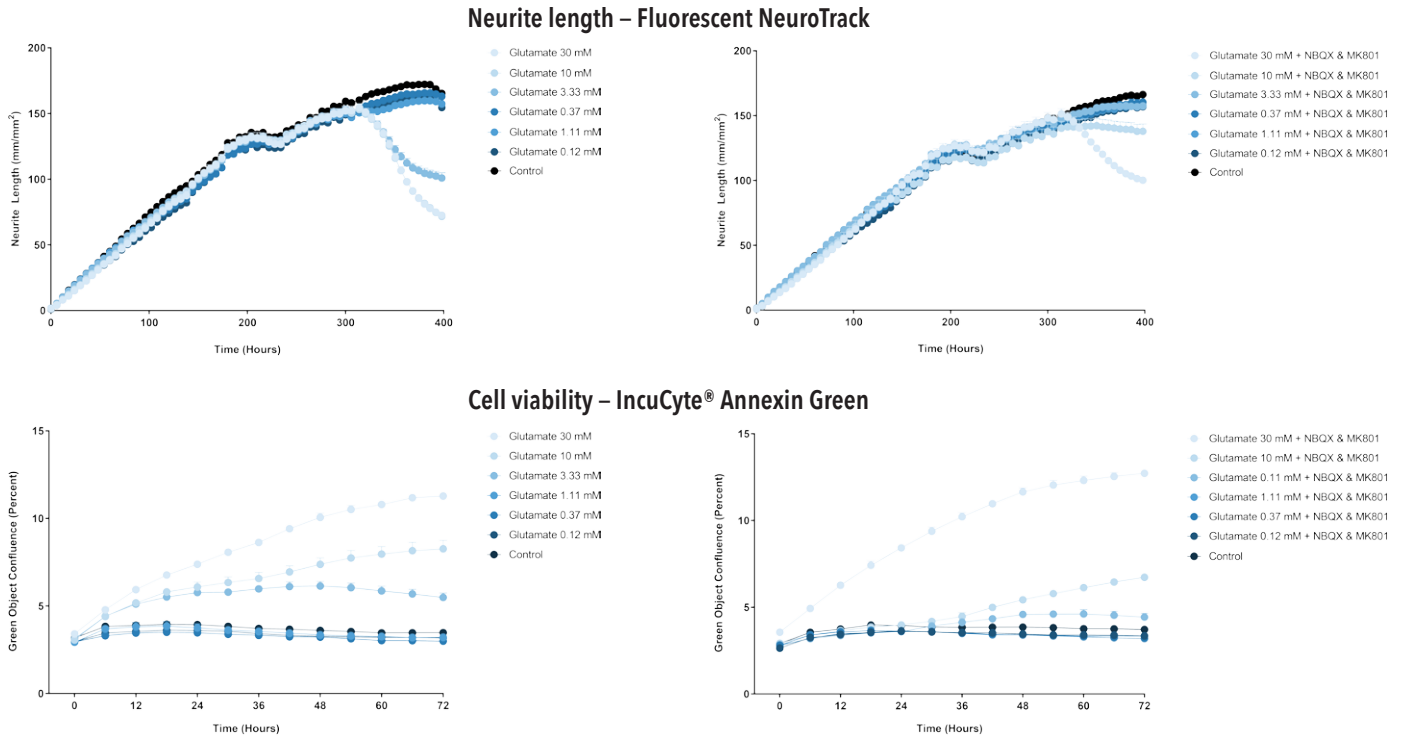 Neurite length – Fluorescent NeuroTrack
200
150
100
50
0
Neurite Length (mm/mm²)
0 100 200 300 400
Time (Hours)
Glutamate 30 mM
Glutamate 10 mM
Glutamate 3.33 mM
Glutamate 0.37 mM
Glutamate 1.11 mM
Glutamate 0.12 mM
Control
200
150
100
50
0
Neurite Length (mm/mm²)
0 100 200 300 400
Time (Hours)
Glutamate 30 mM + NBQX & MK801
Glutamate 10 mM + NBQX & MK801
Glutamate 3.33 mM + NBQX & MK801
Glutamate 0.37 mM + NBQX & MK801
Glutamate 1.11 mM + NBQX & MK801
Glutamate 0.12 mM + NBQX & MK801
Control
Cell viability – IncuCyte® Annexin Green
15
10
5
0
Green Object Confluence (Percent)
0 12 24 36 48 60 72
Time (Hours)
Glutamate 30 mM
Glutamate 10 mM
Glutamate 3.33 mM
Glutamate 1.11 mM
Glutamate 0.37 mM
Glutamate 0.12 mM
Control
15
10
5
0
Green Object Confluence (Percent)
0 12 24 36 48 60 72
Time (Hours)
Glutamate 30 mM + NBQX & MK801
Glutamate 10 mM + NBQX & MK801
Glutamate 0.11 mM + NBQX & MK801
Glutamate 1.11 mM + NBQX & MK801
Glutamate 0.37 mM + NBQX & MK801
Glutamate 0.12 mM + NBQX & MK801
Control